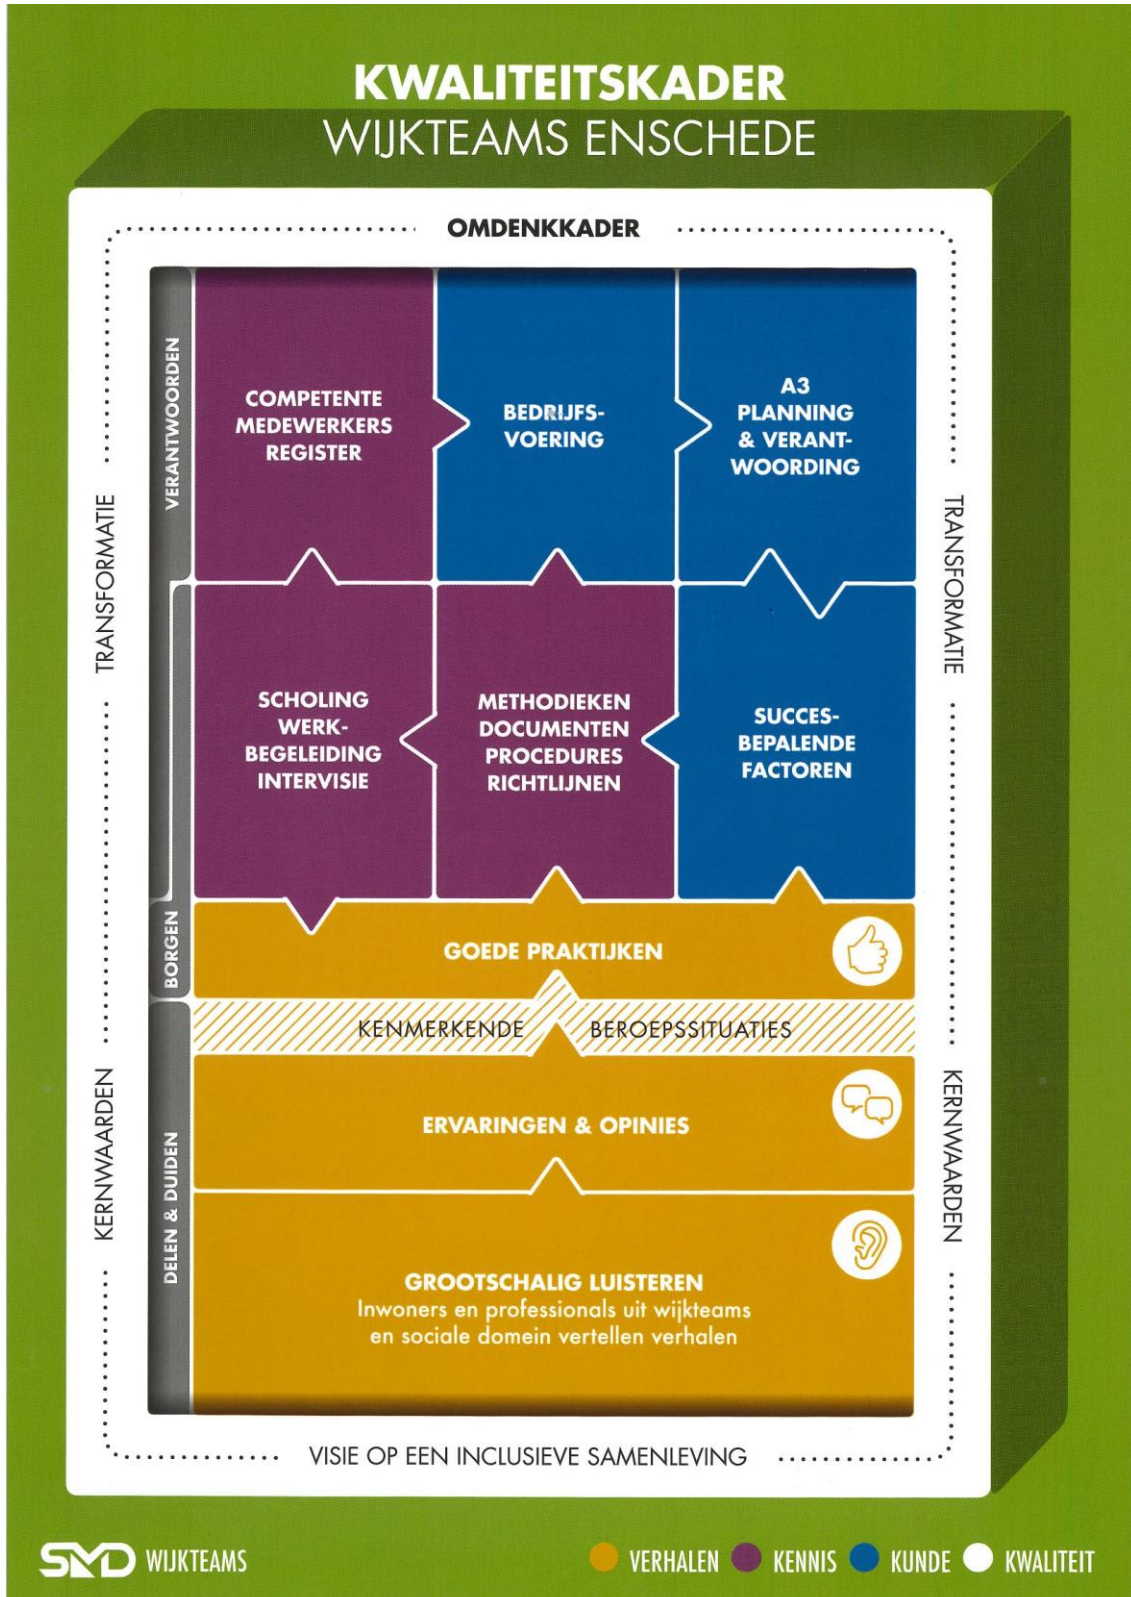 KWALITEITSKADER
WIJKTEAMS ENSCHEDE
OMDENKKADER
TRANSFORMATIE
KERNWAARDEN
VERANTWOORDEN
COMPETENTE
MEDEWERKERS
REGISTER
BEDRIJFS-
VOERING
A3
PLANNING
& VERANT-
WOORDING
BORGEN
SCHOLING
WERK-
BEGELEIDING
INTERVISIE
METHODIEKEN
DOCUMENTEN
PROCEDURES
RICHTLIJNEN
SUCCES-
BEPALENDE
FACTOREN
GOEDE PRAKTIJKEN
KENMERKENDE BEROEPSSITUATIES
DELEN & DUIDEN
ERVARINGEN & OPINIES
GROOTSCHALIG LUISTEREN
Inwoners en professionals uit wijkteams
en sociale domein vertellen verhalen
TRANSFORMATIE
KERNWAARDEN
VISIE OP EEN INCLUSIEVE SAMENLEVING
SMD WIJKTEAMS
VERHALEN KENNIS KUNDE KWALITEIT